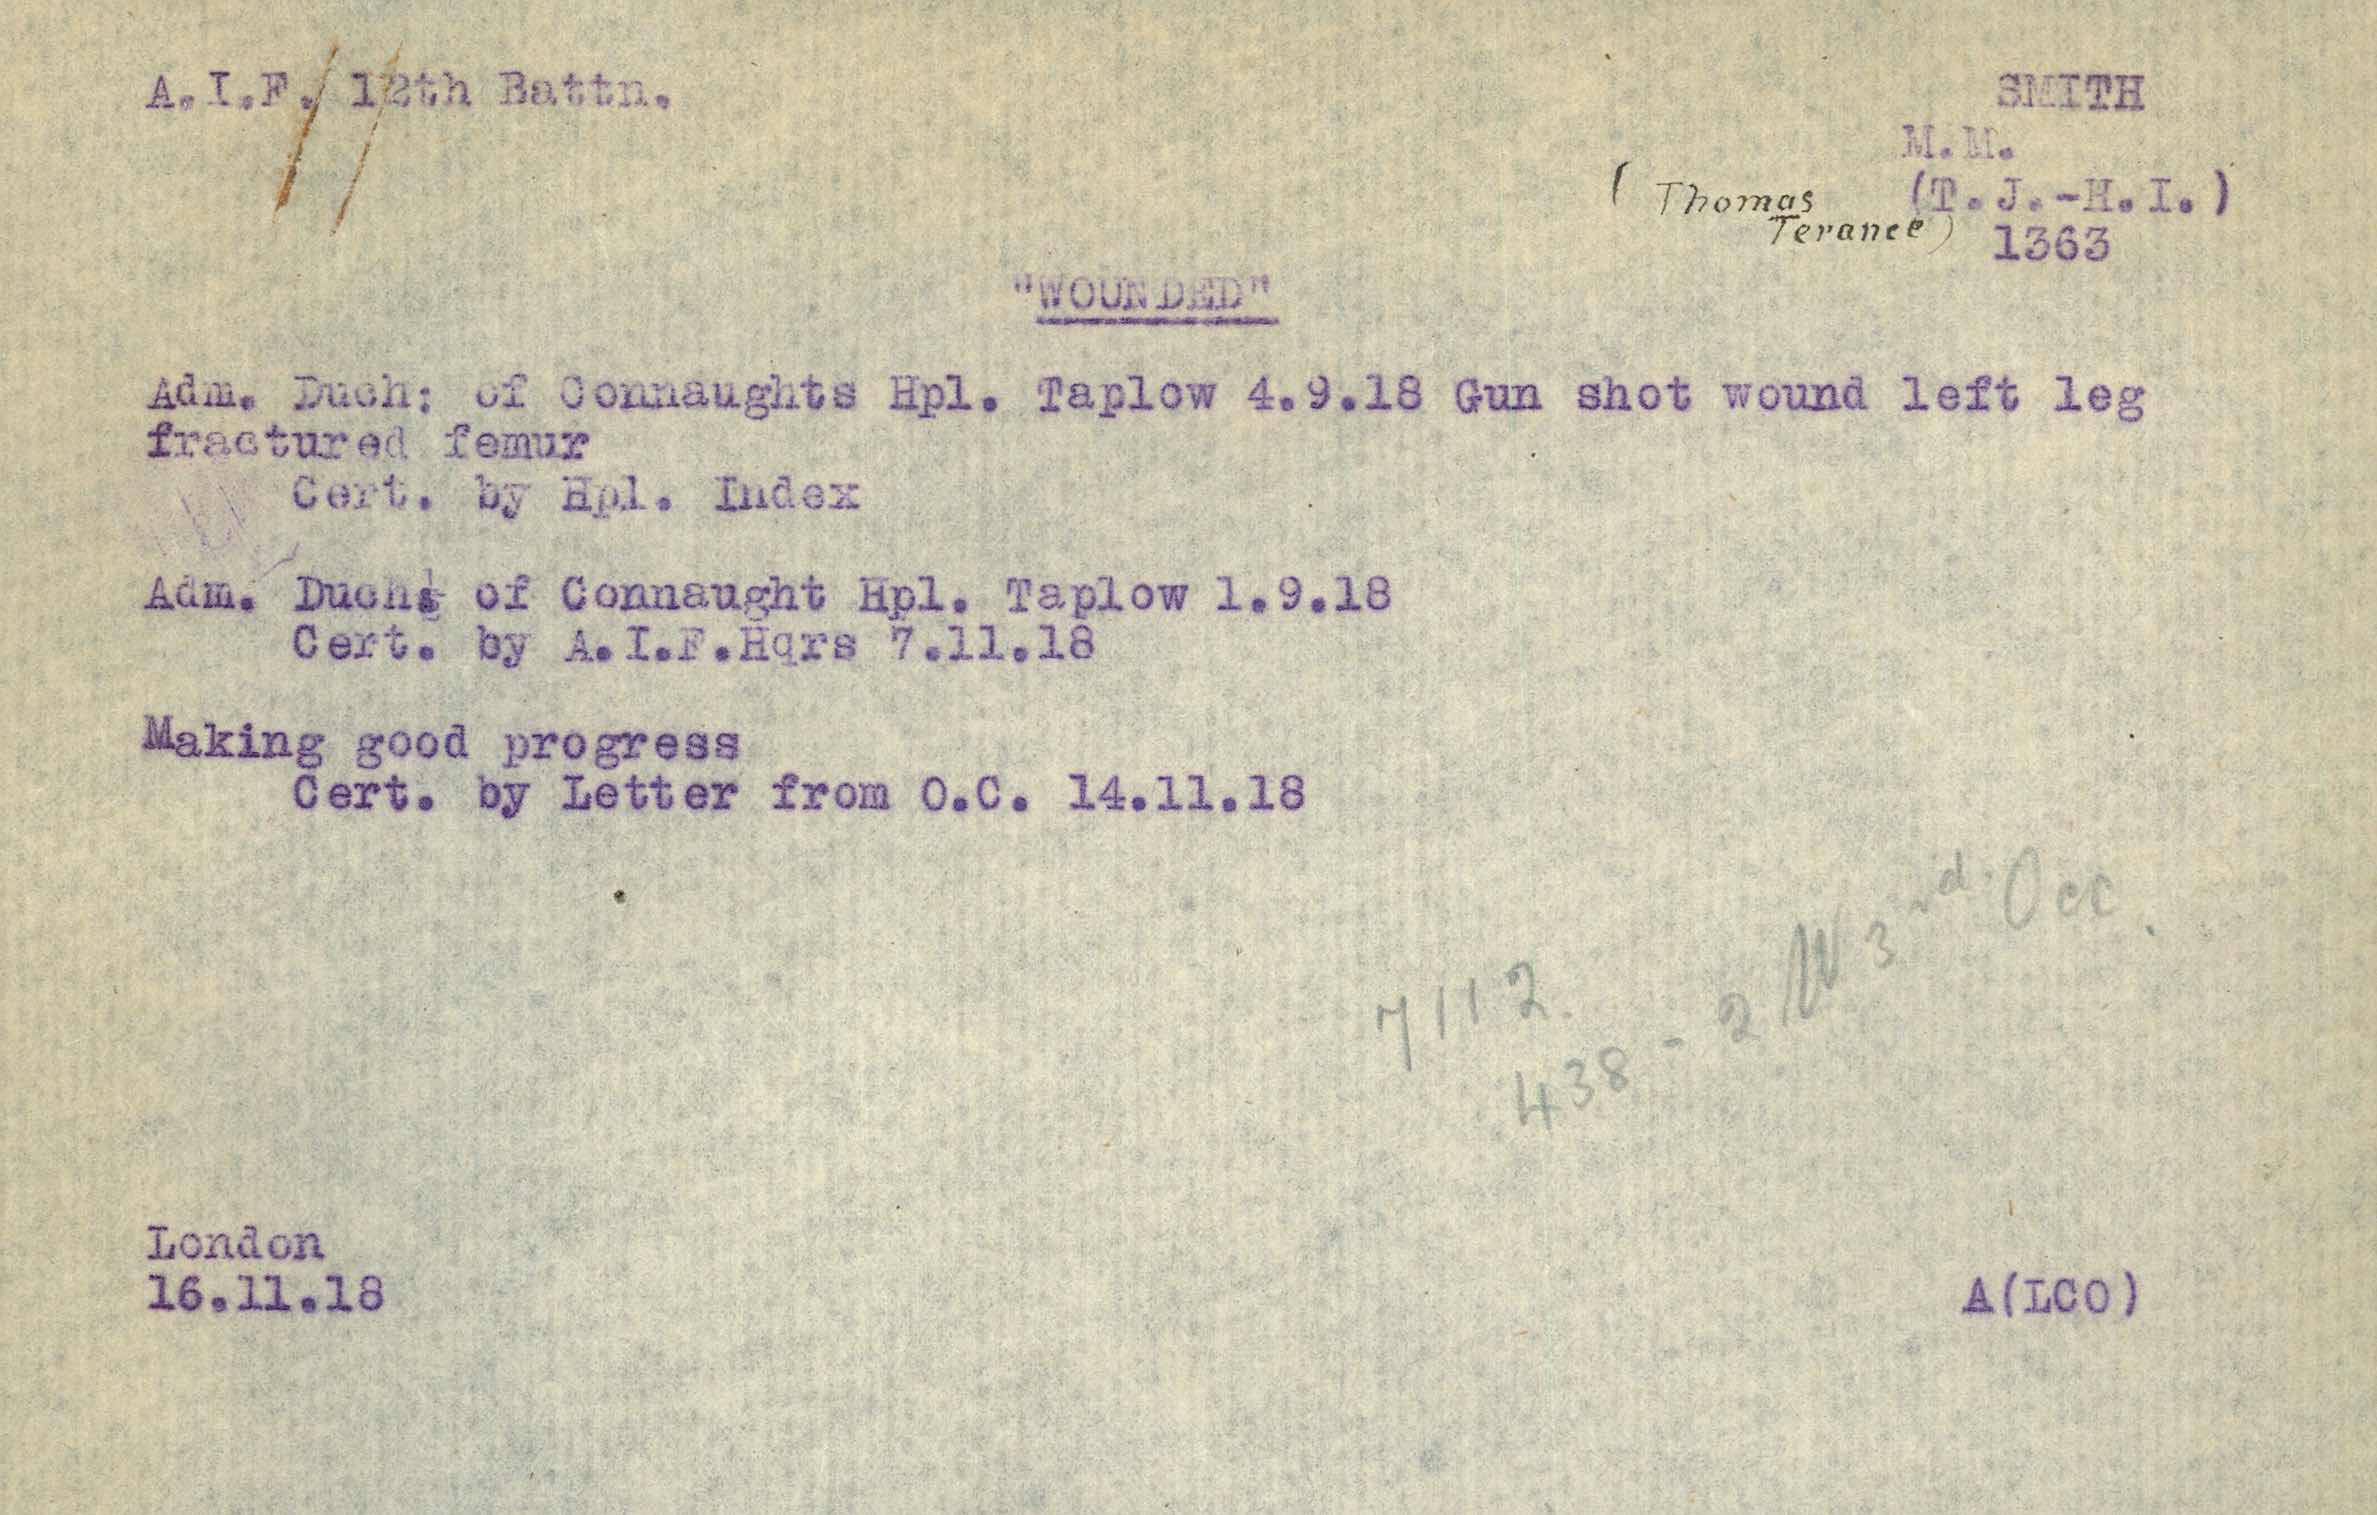 A.I.F. 12th Battn.
SMITH
M.M.
(T.J.-H.I.)
(Thomas
Terance)
1363
"WOUNDED"
Adm. Duch: of Connaughts Hpl. Taplow 4.9.18 Gun shot wound left leg
fractured femur
Cert. by Hpl. Index
Adm. Duch: of Connaught Hpl. Taplow 1.9.18
Cert. by A.I.F.Hqrs 7.11.18
Making good progress
Cert. by Letter from O.C. 14.11.18
7112.
438 - 2 W 3rd Occ.
London
16.11.18
A(LCO)